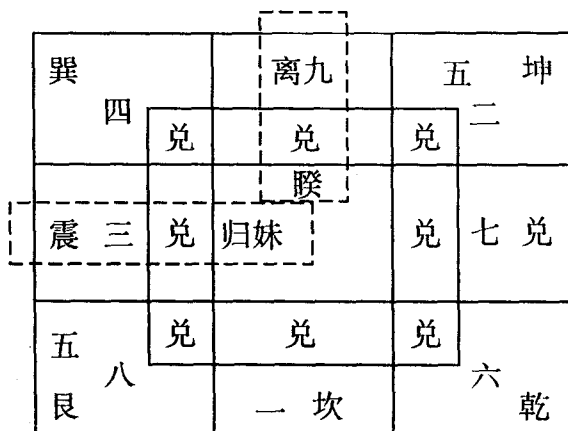 巽 离九 五 坤
四 二
兑 兑 兑
睽
震 三 兑 归妹 兑 七 兑
兑 兑 兑
五 八 六
艮 一 坎 乾